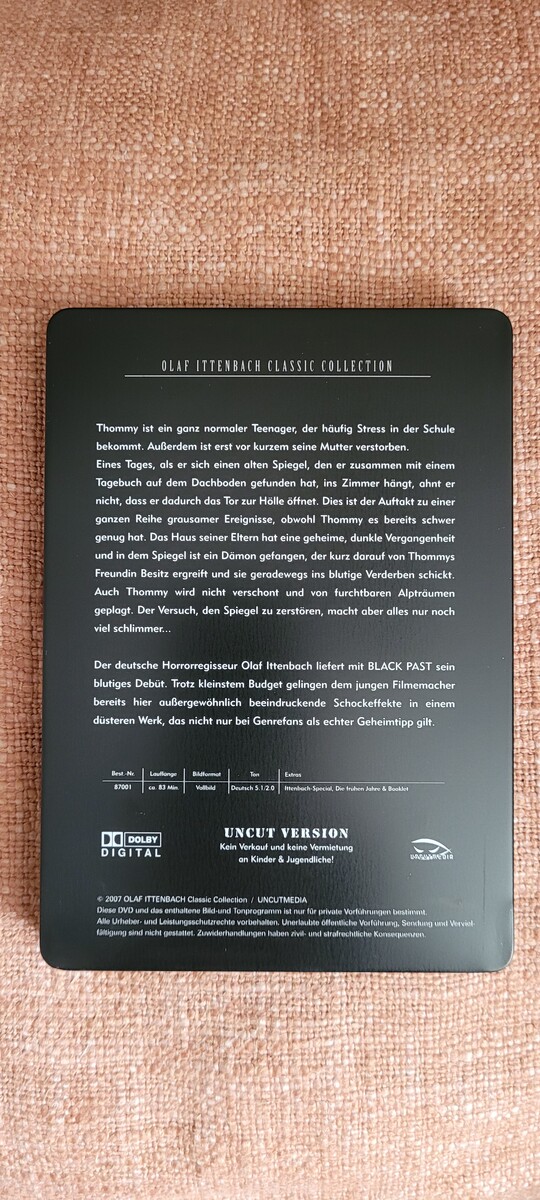 OLAF ITTENBACH CLASSIC COLLECTION
Thommy ist ein ganz normaler Teenager, der häufig Stress in der Schule
bekommt. Außerdem ist erst vor kurzem seine Mutter verstorben.
Eines Tages, als er sich einen alten Spiegel, den er zusammen mit einem
Tagebuch auf dem Dachboden gefunden hat, ins Zimmer hängt, ahnt er
nicht, dass er dadurch das Tor zur Hölle öffnet. Dies ist der Auftakt zu einer
ganzen Reihe grausamer Ereignisse, obwohl Thommy es bereits schwer
genug hat. Das Haus seiner Eltern hat eine geheime, dunkle Vergangenheit
und in dem Spiegel ist ein Dämon gefangen, der kurz darauf von Thommys
Freundin Besitz ergreift und sie geradewegs ins blutige Verderben schickt.
Auch Thommy wird nicht verschont und von furchtbaren Alpträumen
geplagt. Der Versuch, den Spiegel zu zerstören, macht aber alles nur noch
viel schlimmer...
Der deutsche Horrorregisseur Olaf Ittenbach liefert mit BLACK PAST sein
blutiges Debüt. Trotz kleinstem Budget gelingen dem jungen Filmemacher
bereits hier außergewöhnlich beeindruckende Schockeffekte in einem
düsteren Werk, das nicht nur bei Genrefans als echter Geheimtipp gilt.
Best.-Nr. Lauflänge Bildformat Ton Extras
87001 ca. 83 Min. Vollbild Deutsch 5.1/2.0 Ittenbach-Special, Die frühen Jahre & Booklet
DOLBY
DIGITAL
UNCUT VERSION
Kein Verkauf und keine Vermietung
an Kinder & Jugendliche!
UNCUTMEDIA
© 2007 OLAF ITTENBACH Classic Collection / UNCUTMEDIA
Diese DVD und das enthaltene Bild-und Tonprogramm ist nur für private Vorführungen bestimmt.
Alle Urheber- und Leistungsschutzrechte vorbehalten. Unerlaubte öffentliche Vorführung, Sendung und Verviel-
fältigung sind nicht gestattet. Zuwiderhandlungen haben zivil- und strafrechtliche Konsequenzen.